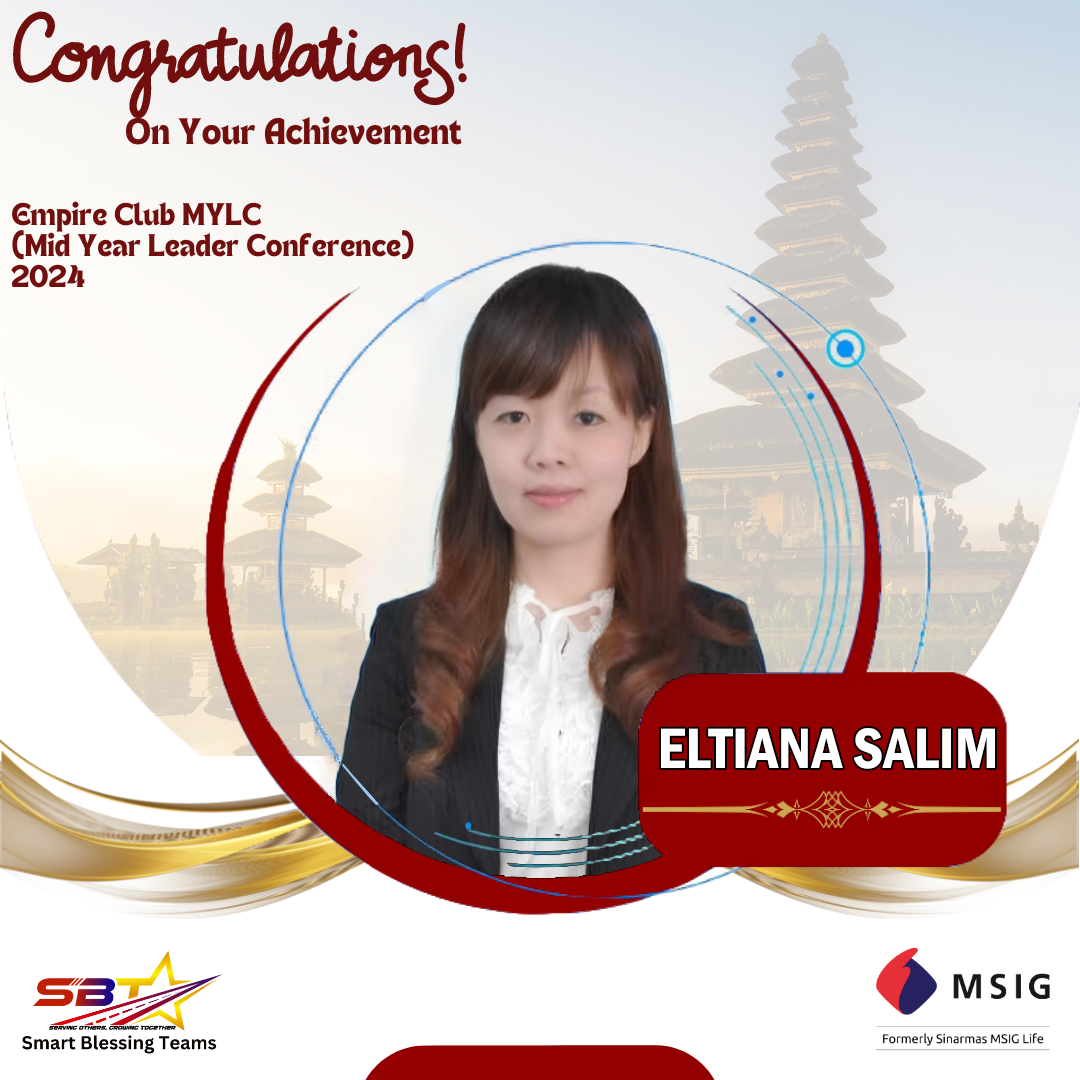 Congratulations!
On Your Achievement
Empire Club MYLC
(Mid Year Leader Conference)
2024
ELTIANA SALIM
SBT
SERVING OTHERS, GROWING TOGETHER
Smart Blessing Teams
MSIG
Formerly Sinarmas MSIG Life